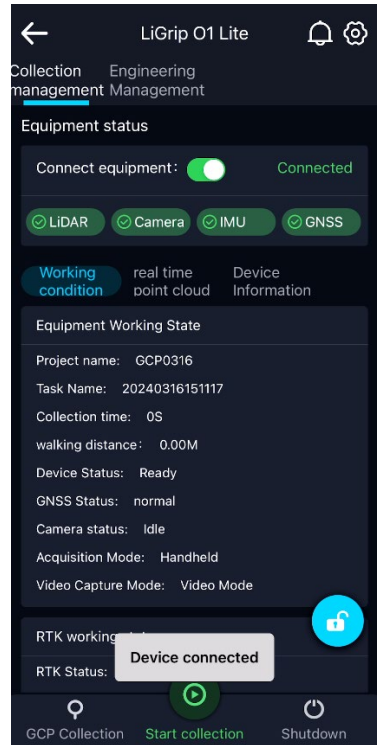 LiGrip O1 Lite
Collection Engineering
management Management
Equipment status
Connect equipment: Connected
LiDAR Camera IMU GNSS
Working real time Device
condition point cloud Information
Equipment Working State
Project name: GCP0316
Task Name: 20240316151117
Collection time: 0S
walking distance: 0.00M
Device Status: Ready
GNSS Status: normal
Camera status: Idle
Acquisition Mode: Handheld
Video Capture Mode: Video Mode
RTK working
Device connected
RTK Status:
GCP Collection Start collection Shutdown